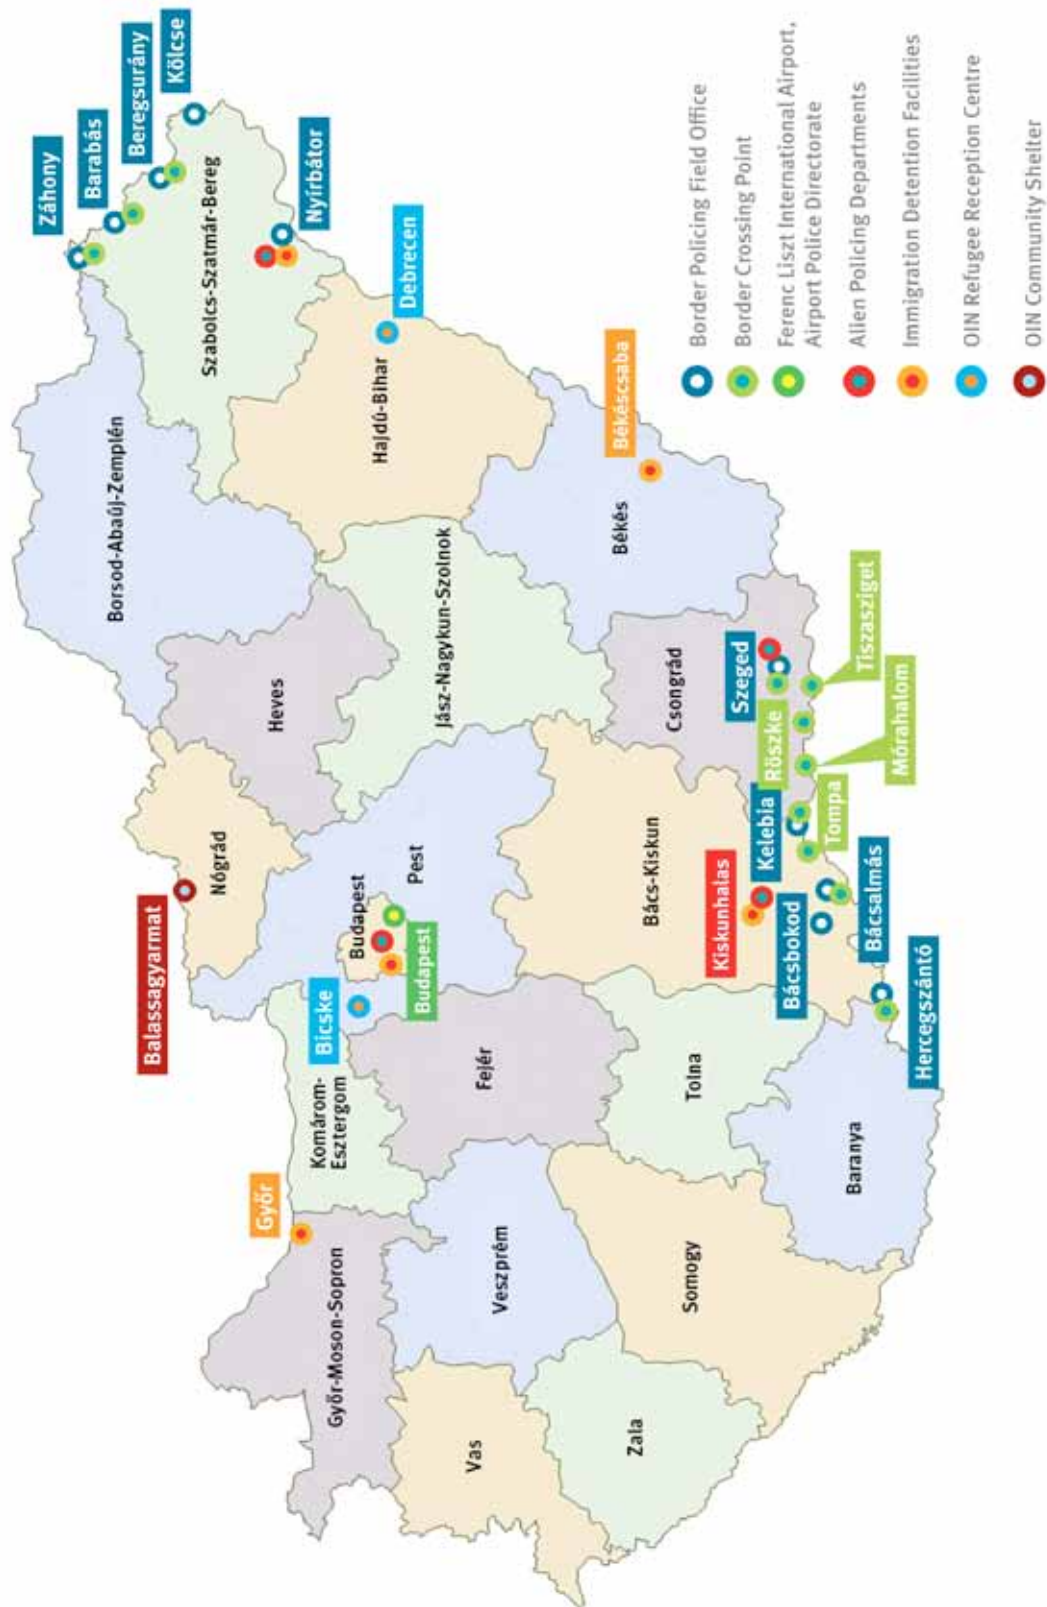 Záhony
Barabás
Beregsurány
Kölcse
Nyírbátor
Szabolcs-Szatmár-Bereg
Borsod-Abaúj-Zemplén
Debrecen
Hajdú-Bihar
Balassagyarmat
Nógrád
Heves
Jász-Nagykun-Szolnok
Békéscsaba
Békés
Győr
Győr-Moson-Sopron
Komárom-
Esztergom
Bicske
Budapest
Budapest
Pest
Fejér
Veszprém
Vas
Zala
Somogy
Tolna
Baranya
Bács-Kiskun
Csongrád
Szeged
Röszke
Tiszasziget
Mórahalom
Kelebia
Tompa
Kiskunhalas
Bácsbokod
Bácsalmás
Hercegszántó
Border Policing Field Office
Border Crossing Point
Ferenc Liszt International Airport,
Airport Police Directorate
Alien Policing Departments
Immigration Detention Facilities
OIN Refugee Reception Centre
OIN Community Shelter